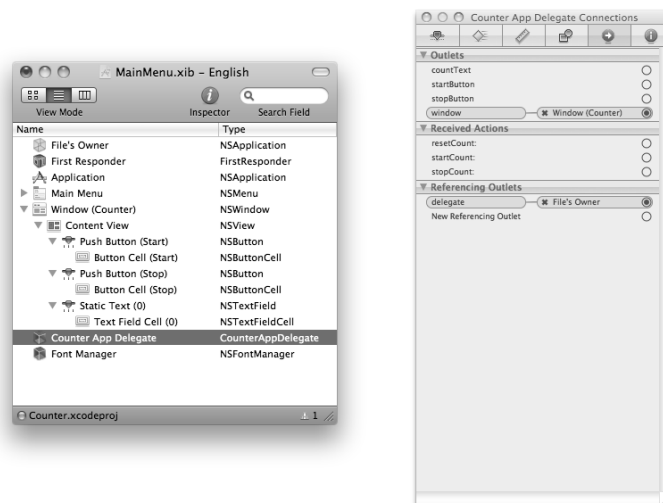 MainMenu.xib – English
View Mode
Inspector
Search Field
Name Type
File's Owner NSApplication
First Responder FirstResponder
Application NSApplication
Main Menu NSMenu
Window (Counter) NSWindow
Content View NSView
Push Button (Start) NSButton
Button Cell (Start) NSButtonCell
Push Button (Stop) NSButton
Button Cell (Stop) NSButtonCell
Static Text (0) NSTextField
Text Field Cell (0) NSTextFieldCell
Counter App Delegate CounterAppDelegate
Font Manager NSFontManager
Counter.xcodeproj 1
Counter App Delegate Connections
Outlets
countText
startButton
stopButton
window Window (Counter)
Received Actions
resetCount:
startCount:
stopCount:
Referencing Outlets
delegate File's Owner
New Referencing Outlet